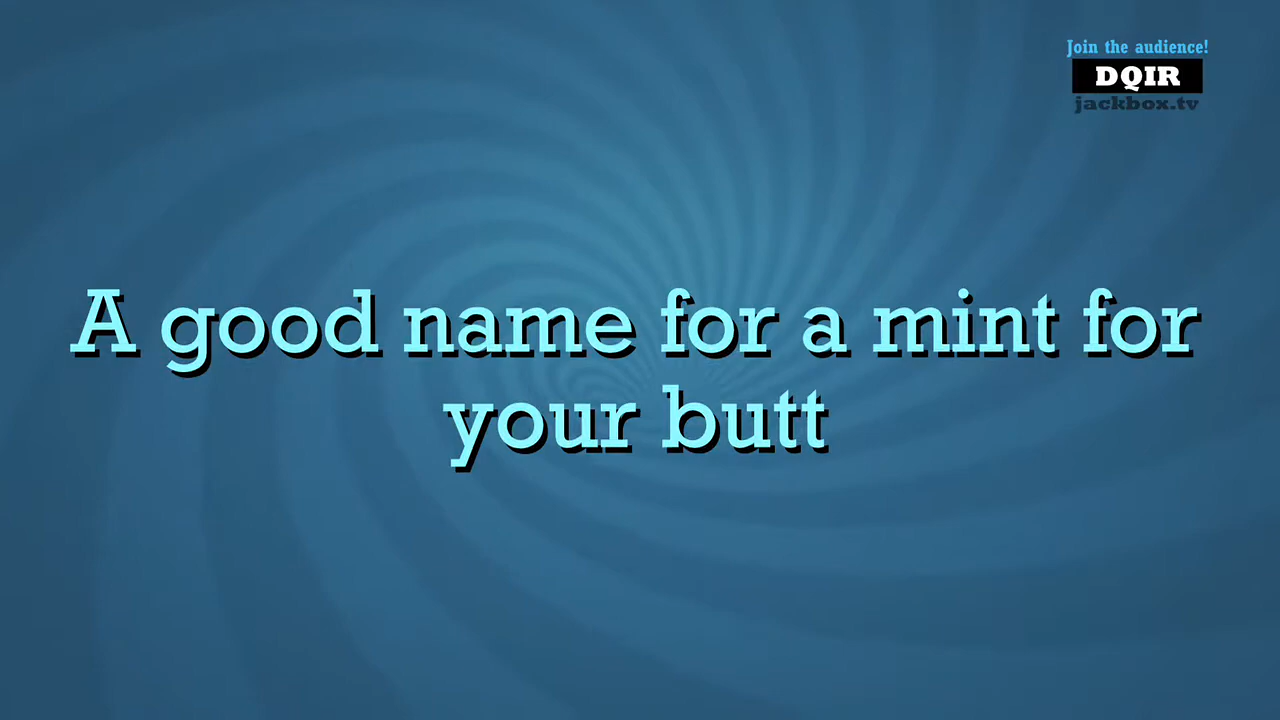 Join the audience!
DQIR
jackbox.tv
A good name for a mint for
your butt